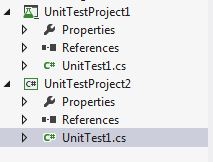 UnitTestProject1
Properties
References
C# UnitTest1.cs
C# UnitTestProject2
Properties
References
C# UnitTest1.cs